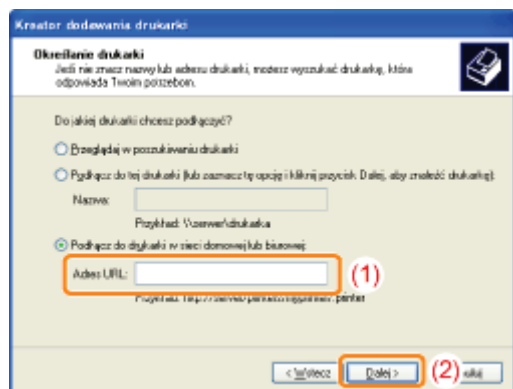 Kreator dodawania drukarki
Określanie drukarki
Jeśli nie znasz nazwy lub adresu drukarki, możesz wyszukać drukarkę, która
odpowiada Twoim potrzebom.
Do jakiej drukarki chcesz podłączyć?
Przeglądaj w poszukiwaniu drukarki
Podłącz do tej drukarki (lub zaznacz tę opcję i kliknij przycisk Dalej, aby znaleźć drukarkę):
Nazwa:
Przykład: \\serwer\drukarka
Podłącz do drukarki w sieci domowej lub biurowej:
Adres URL:
(1)
Przykład: .printer
< Wstecz
Dalej >
(2)